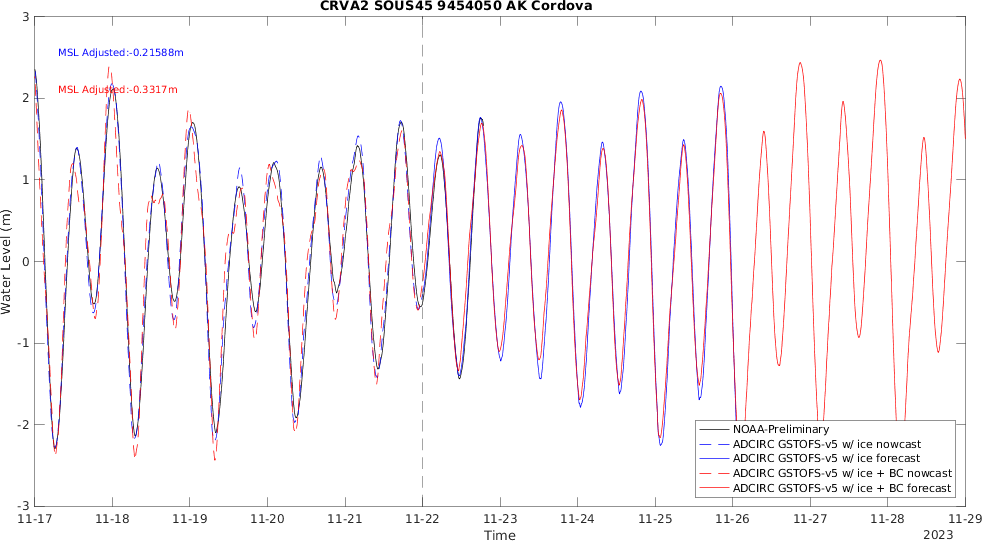 CRVA2 SOUS45 9454050 AK Cordova
3
2
1
0
-1
-2
-3
Water Level (m)
MSL Adjusted:-0.21588m
MSL Adjusted:-0.3317m
NOAA-Preliminary
ADCIRC GSTOFS-v5 w/ ice nowcast
ADCIRC GSTOFS-v5 w/ ice forecast
ADCIRC GSTOFS-v5 w/ ice + BC nowcast
ADCIRC GSTOFS-v5 w/ ice + BC forecast
11-17 11-18 11-19 11-20 11-21 11-22 11-23 11-24 11-25 11-26 11-27 11-28 11-29
Time
2023